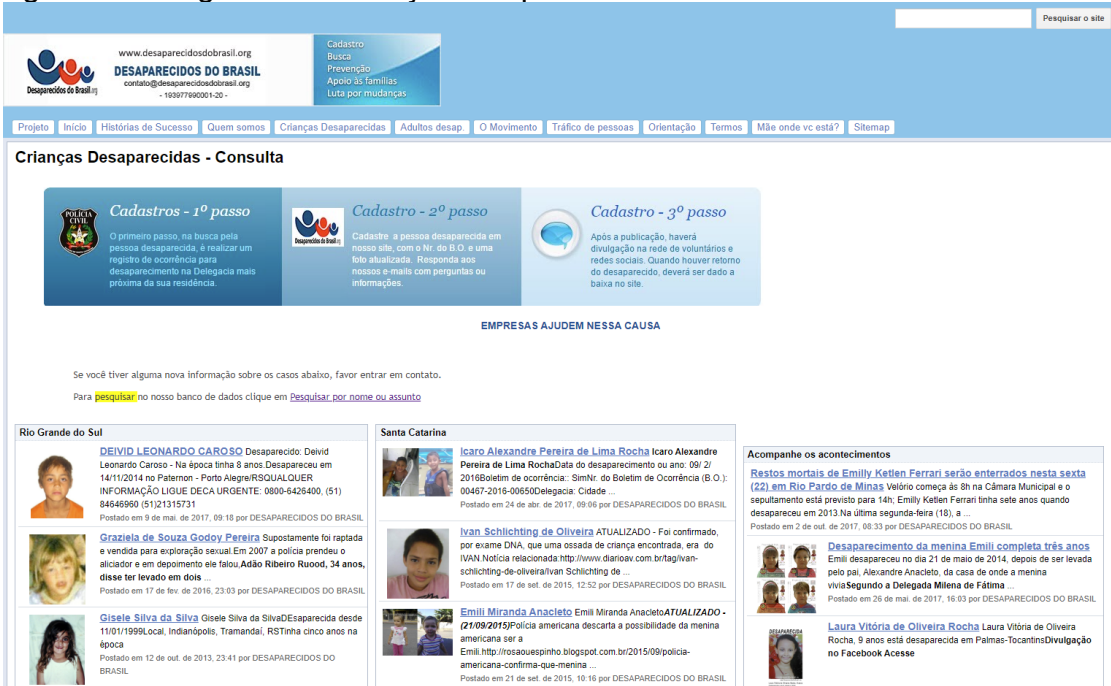 Pesquisar o site
www.desaparecidosdobrasil.org
DESAPARECIDOS DO BRASIL
contato@desaparecidosdobrasil.org
- 193977990001-20 -
Desaparecidos do Brasil.org
Cadastro
Busca
Prevenção
Apoio às famílias
Luta por mudanças
Projeto Início Histórias de Sucesso Quem somos Crianças Desaparecidas Adultos desap. O Movimento Tráfico de pessoas Orientação Termos Mãe onde vc está? Sitemap
Crianças Desaparecidas - Consulta
POLÍCIA
CIVIL
Cadastros - 1º passo
O primeiro passo, na busca pela
pessoa desaparecida, é realizar um
registro de ocorrência para
desaparecimento na Delegacia mais
próxima da sua residência.
Desaparecidos do Brasil.org
Cadastro - 2º passo
Cadastre a pessoa desaparecida em
nosso site, com o Nr. do B.O. e uma
foto atualizada. Responda aos
nossos e-mails com perguntas ou
informações.
Cadastro - 3º passo
Após a publicação, haverá
divulgação na rede de voluntários e
redes sociais. Quando houver retorno
do desaparecido, deverá ser dado a
baixa no site.
EMPRESAS AJUDEM NESSA CAUSA
Se você tiver alguma nova informação sobre os casos abaixo, favor entrar em contato.
Para pesquisar no nosso banco de dados clique em Pesquisar por nome ou assunto
Rio Grande do Sul
DEIVID LEONARDO CAROSO Desaparecido: Deivid
Leonardo Caroso - Na época tinha 8 anos.Desapareceu em
14/11/2014 no Paternon - Porto Alegre/RSQUALQUER
INFORMAÇÃO LIGUE DECA URGENTE: 0800-6426400, (51)
84646960 (51)21315731
Postado em 9 de mai. de 2017, 09:18 por DESAPARECIDOS DO BRASIL
Graziela de Souza Godoy Pereira Supostamente foi raptada
e vendida para exploração sexual.Em 2007 a polícia prendeu o
aliciador e em depoimento ele falou,Adão Ribeiro Ruood, 34 anos,
disse ter levado em dois ...
Postado em 17 de fev. de 2016, 23:03 por DESAPARECIDOS DO BRASIL
Gisele Silva da Silva Gisele Silva da SilvaDEsaparecida desde
11/01/1999Local, Indianópolis, Tramandaí, RSTinha cinco anos na
época
Postado em 12 de out. de 2013, 23:41 por DESAPARECIDOS DO
BRASIL
Santa Catarina
Icaro Alexandre Pereira de Lima Rocha Icaro Alexandre
Pereira de Lima RochaData do desaparecimento ou ano: 09/ 2/
2016Boletim de ocorrência:: SimNr. do Boletim de Ocorrência (B.O.):
00467-2016-00650Delegacia: Cidade ...
Postado em 24 de abr. de 2017, 09:06 por DESAPARECIDOS DO BRASIL
Ivan Schlichting de Oliveira ATUALIZADO - Foi confirmado,
por exame DNA, que uma ossada de criança encontrada, era do
IVAN.Notícia relacionada:http://www.diarioav.com.br/tag/ivan-
schlichting-de-oliveira/Ivan Schlichting de ...
Postado em 17 de set. de 2015, 12:52 por DESAPARECIDOS DO BRASIL
Emili Miranda Anacleto Emili Miranda AnacletoATUALIZADO -
(21/09/2015)Polícia americana descarta a possibilidade da menina
americana ser a
Emili.http://rosaouespinho.blogspot.com.br/2015/09/policia-
americana-confirma-que-menina ...
Postado em 21 de set. de 2015, 10:16 por DESAPARECIDOS DO BRASIL
Acompanhe os acontecimentos
Restos mortais de Emilly Ketlen Ferrari serão enterrados nesta sexta
(22) em Rio Pardo de Minas Velório começa às 8h na Câmara Municipal e o
sepultamento está previsto para 14h; Emilly Ketlen Ferrari tinha sete anos quando
desapareceu em 2013.Na última segunda-feira (18), a ...
Postado em 2 de out. de 2017, 08:33 por DESAPARECIDOS DO BRASIL
Desaparecimento da menina Emili completa três anos
Emili desapareceu no dia 21 de maio de 2014, depois de ser levada
pelo pai, Alexandre Anacleto, da casa de onde a menina
viviaSegundo a Delegada Milena de Fátima ...
Postado em 26 de mai. de 2017, 16:03 por DESAPARECIDOS DO BRASIL
DESAPARECIDA
Laura Vitória de Oliveira Rocha Laura Vitória de Oliveira
Rocha, 9 anos está desaparecida em Palmas-TocantinsDivulgação
no Facebook Acesse